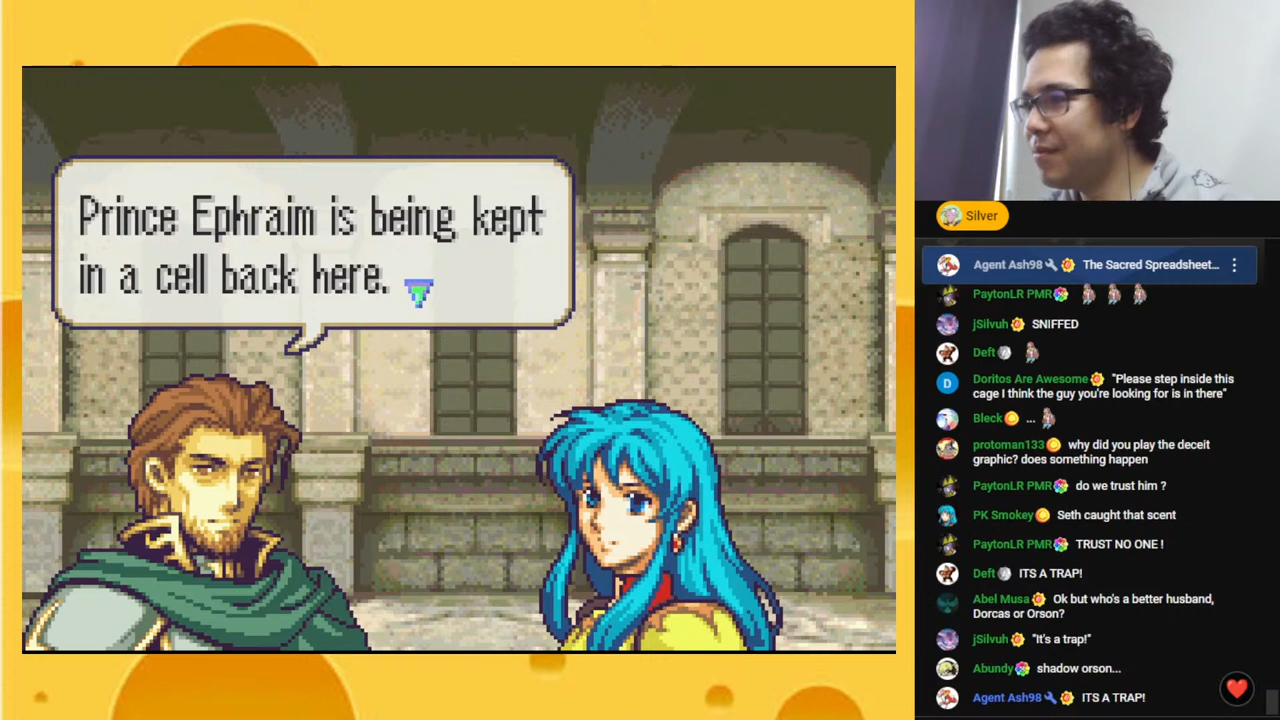 Prince Ephraim is being kept
in a cell back here.
Silver
Agent Ash98 The Sacred Spreadsheet...
PaytonLR PMR
jSilvuh SNIFFED
Deft
D Doritos Are Awesome "Please step inside this
cage I think the guy you're looking for is in there"
Bleck ...
protoman133 why did you play the deceit
graphic? does something happen
PaytonLR PMR do we trust him ?
PK Smokey Seth caught that scent
PaytonLR PMR TRUST NO ONE !
Deft ITS A TRAP!
Abel Musa Ok but who's a better husband,
Dorcas or Orson?
jSilvuh "It's a trap!"
Abundy shadow orson...
Agent Ash98 ITS A TRAP!